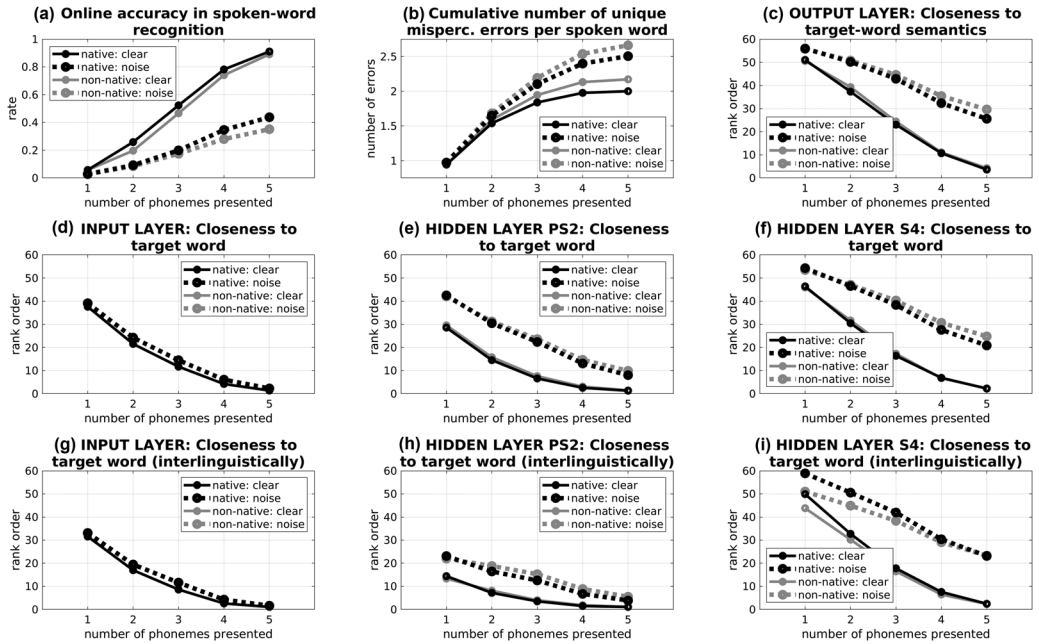 (a) Online accuracy in spoken-word
recognition
1
0.8
0.6
0.4
0.2
0
rate
native: clear
native: noise
non-native: clear
non-native: noise
1 2 3 4 5
number of phonemes presented
(b) Cumulative number of unique
misperc. errors per spoken word
2.5
2
1.5
1
number of errors
native: clear
native: noise
non-native: clear
non-native: noise
1 2 3 4 5
number of phonemes presented
(c) OUTPUT LAYER: Closeness to
target-word semantics
60
50
40
30
20
10
0
rank order
native: clear
native: noise
non-native: clear
non-native: noise
1 2 3 4 5
number of phonemes presented
(d) INPUT LAYER: Closeness to
target word
60
50
40
30
20
10
0
rank order
native: clear
native: noise
non-native: clear
non-native: noise
1 2 3 4 5
number of phonemes presented
(e) HIDDEN LAYER PS2: Closeness
to target word
60
50
40
30
20
10
0
rank order
native: clear
native: noise
non-native: clear
non-native: noise
1 2 3 4 5
number of phonemes presented
(f) HIDDEN LAYER S4: Closeness to
target word
60
50
40
30
20
10
0
rank order
native: clear
native: noise
non-native: clear
non-native: noise
1 2 3 4 5
number of phonemes presented
(g) INPUT LAYER: Closeness to
target word (interlinguistically)
60
50
40
30
20
10
0
rank order
native: clear
native: noise
non-native: clear
non-native: noise
1 2 3 4 5
number of phonemes presented
(h) HIDDEN LAYER PS2: Closeness
to target word (interlinguistically)
60
50
40
30
20
10
0
rank order
native: clear
native: noise
non-native: clear
non-native: noise
1 2 3 4 5
number of phonemes presented
(i) HIDDEN LAYER S4: Closeness to
target word (interlinguistically)
60
50
40
30
20
10
0
rank order
native: clear
native: noise
non-native: clear
non-native: noise
1 2 3 4 5
number of phonemes presented